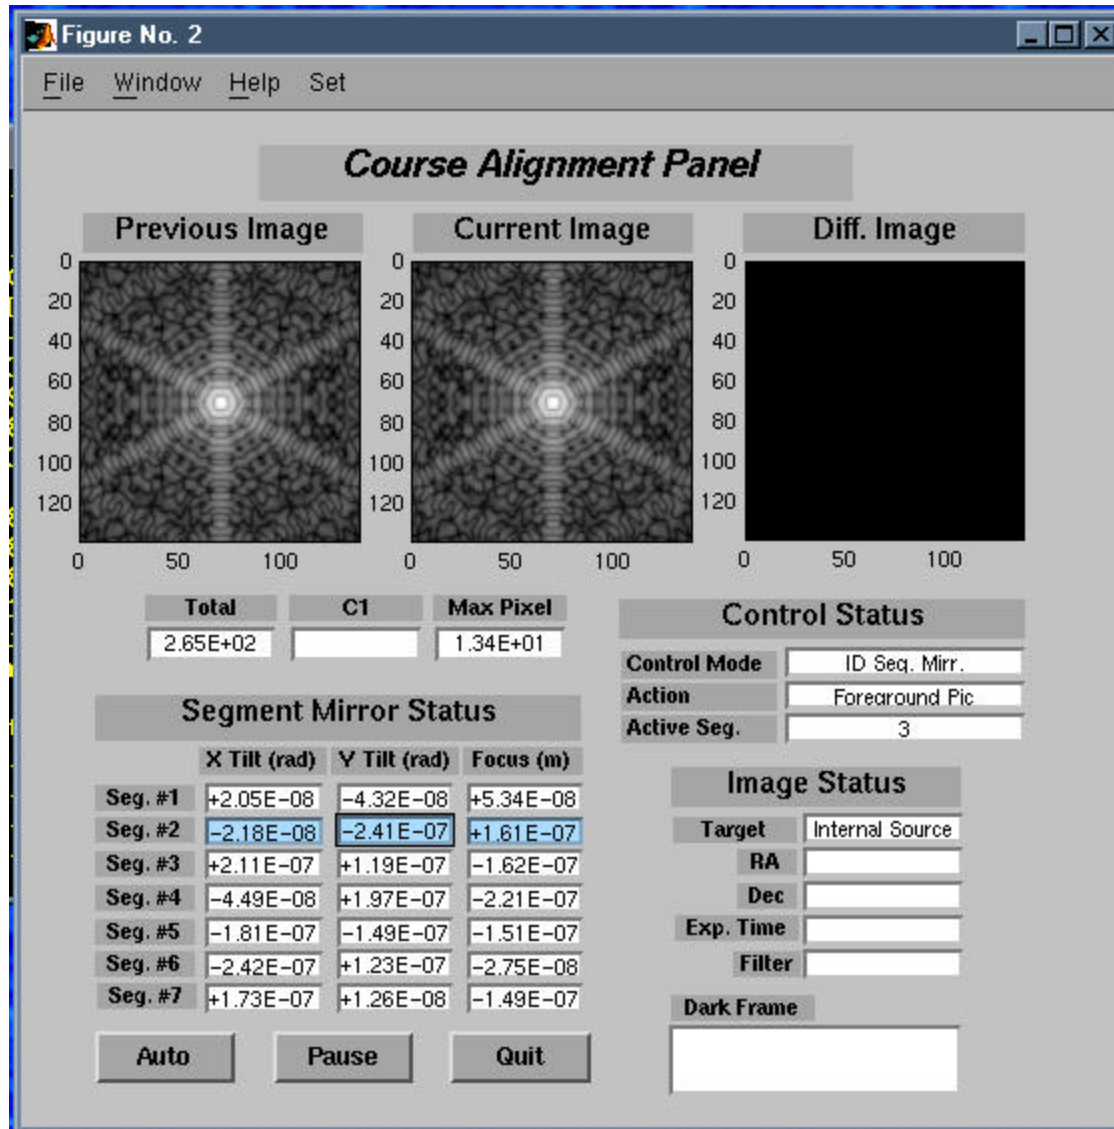 Figure No. 2
File Window Help Set
Course Alignment Panel
Previous Image Current Image Diff. Image
0 0 0
20 20 20
40 40 40
60 60 60
80 80 80
100 100 100
120 120 120
0 50 100 0 50 100 0 50 100
Total C1 Max Pixel
2.65E+02 1.34E+01
Control Status
Control Mode ID Seg. Mirr.
Action Foreground Pic
Active Seg. 3
Segment Mirror Status
X Tilt (rad) Y Tilt (rad) Focus (m)
Seg. #1 +2.05E-08 -4.32E-08 +5.34E-08
Seg. #2 -2.18E-08 -2.41E-07 +1.61E-07
Seg. #3 +2.11E-07 +1.19E-07 -1.62E-07
Seg. #4 -4.49E-08 +1.97E-07 -2.21E-07
Seg. #5 -1.81E-07 -1.49E-07 -1.51E-07
Seg. #6 -2.42E-07 +1.23E-07 -2.75E-08
Seg. #7 +1.73E-07 +1.26E-08 -1.49E-07
Image Status
Target Internal Source
RA
Dec
Exp. Time
Filter
Dark Frame
Auto Pause Quit